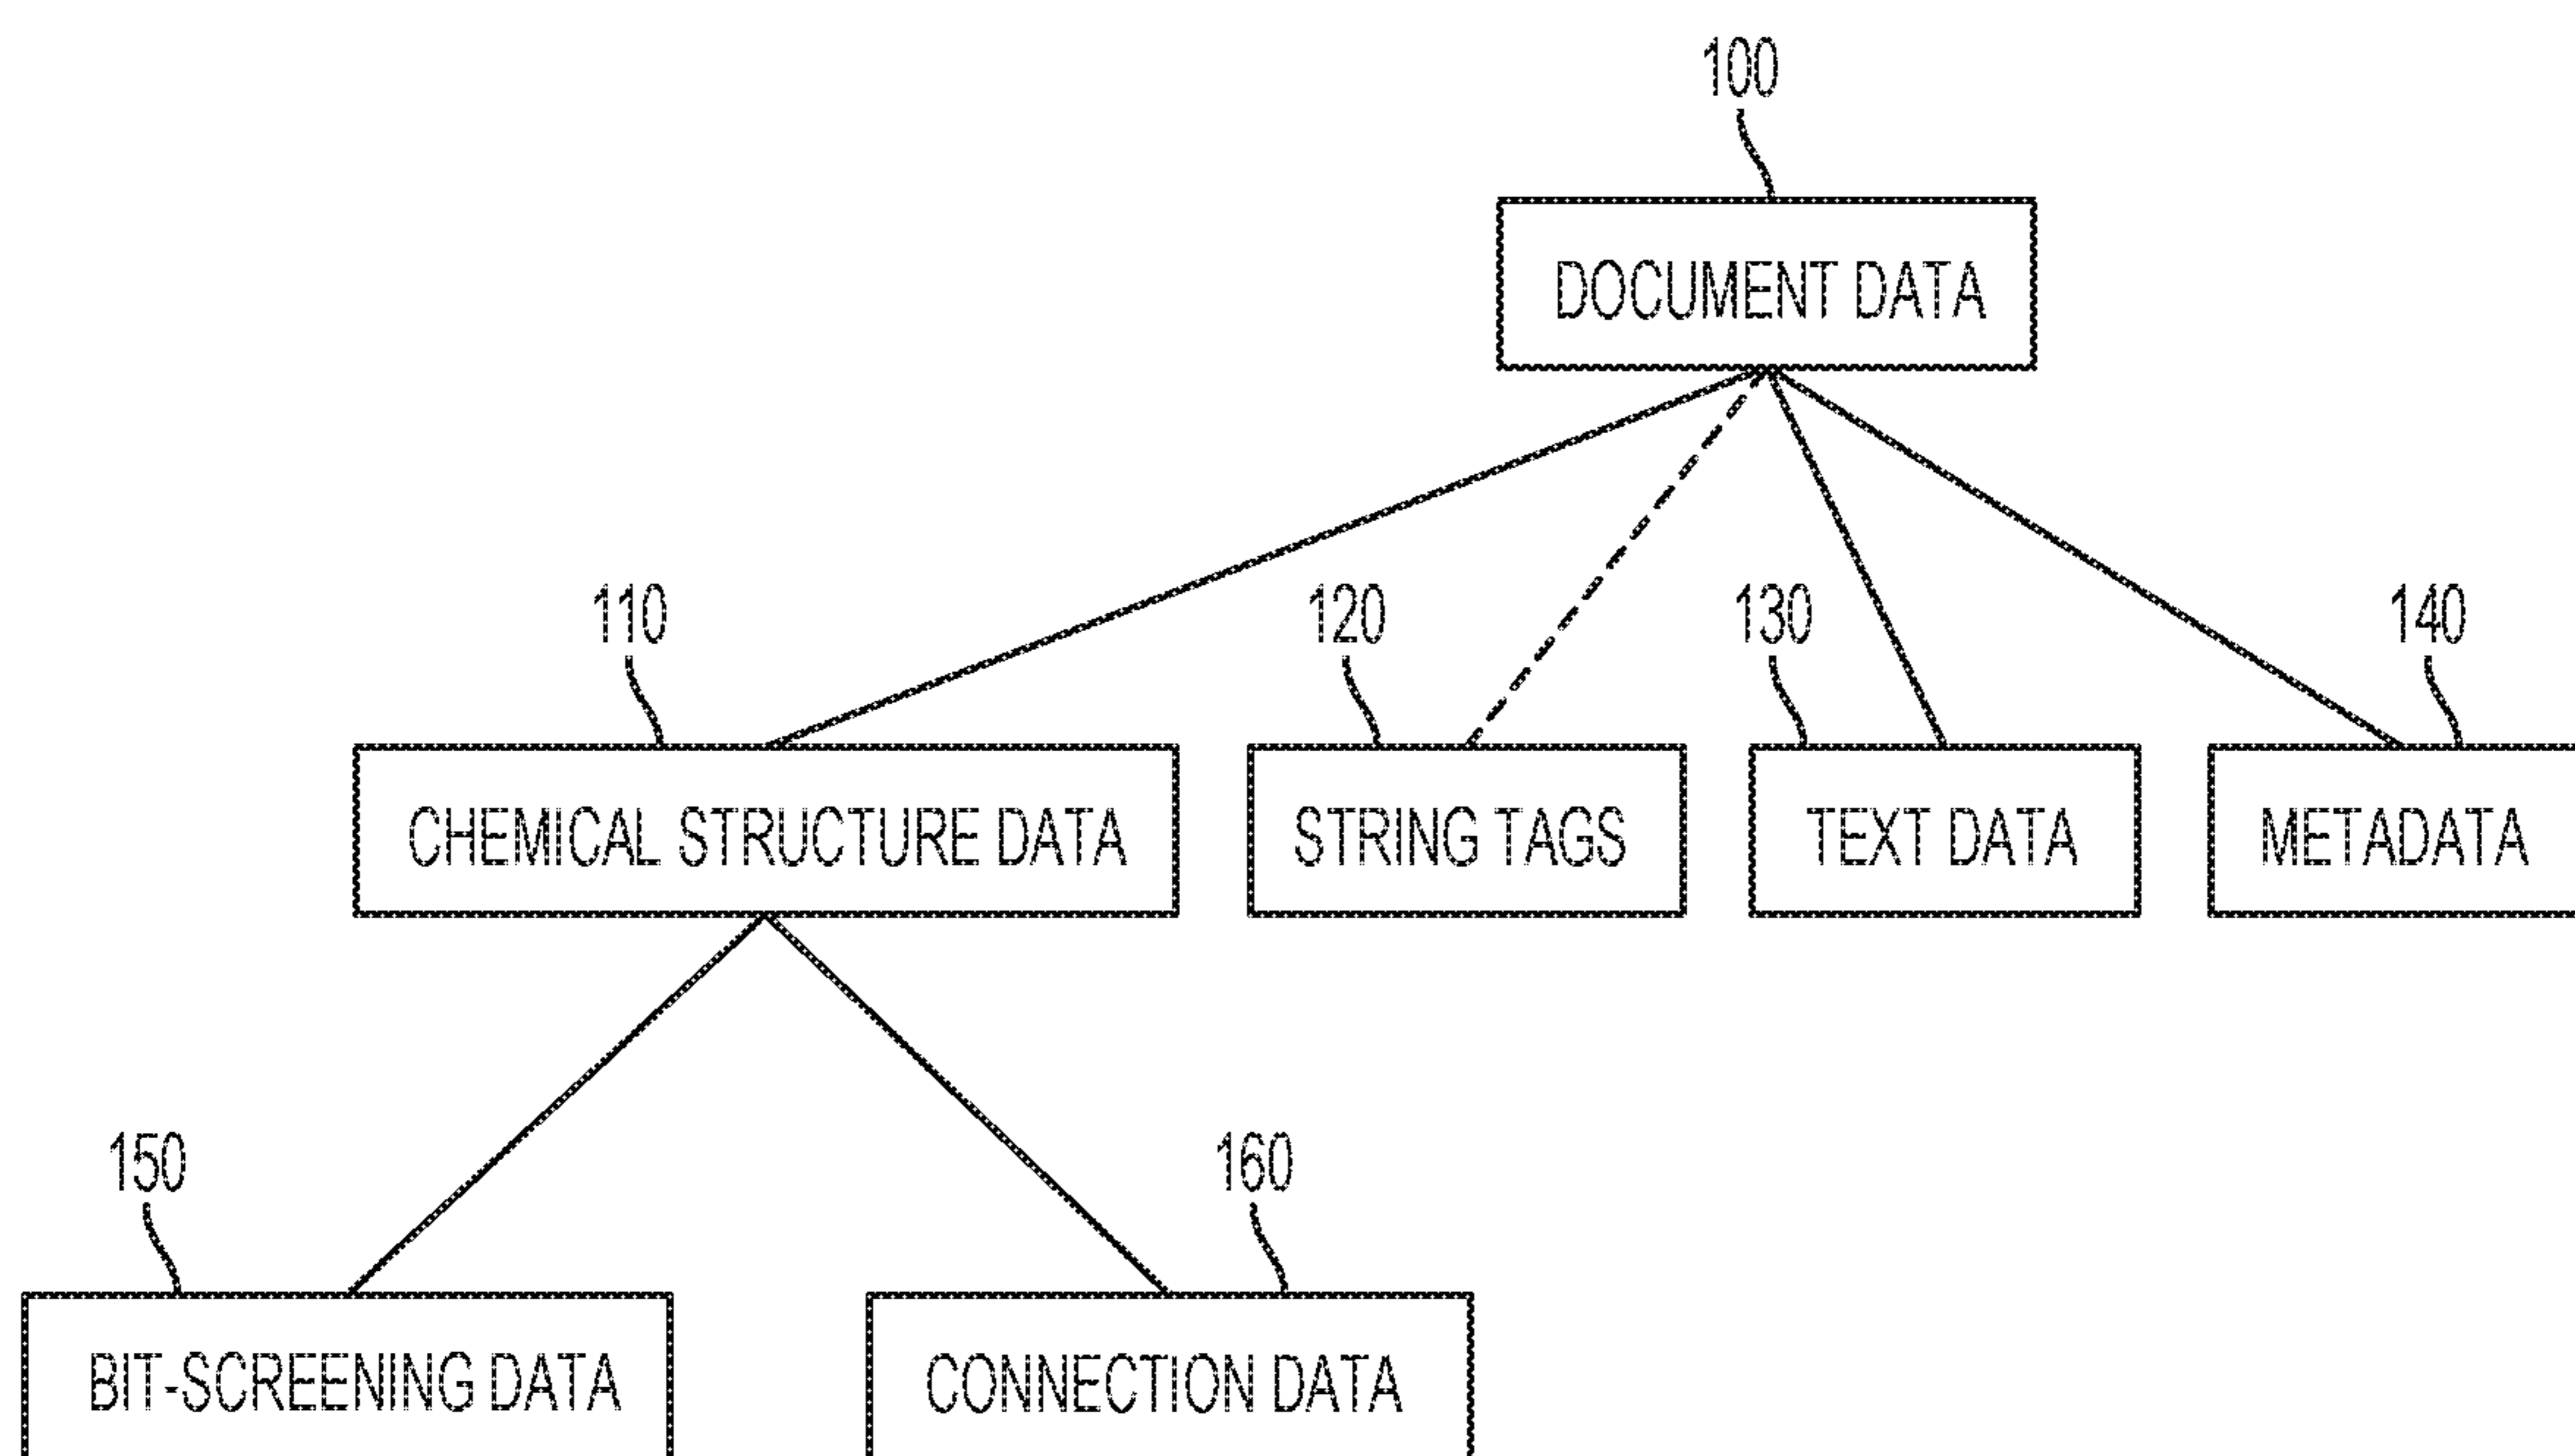 100
DOCUMENT DATA
110
120
130
140
CHEMICAL STRUCTURE DATA
STRING TAGS
TEXT DATA
METADATA
150
160
BIT-SCREENING DATA
CONNECTION DATA